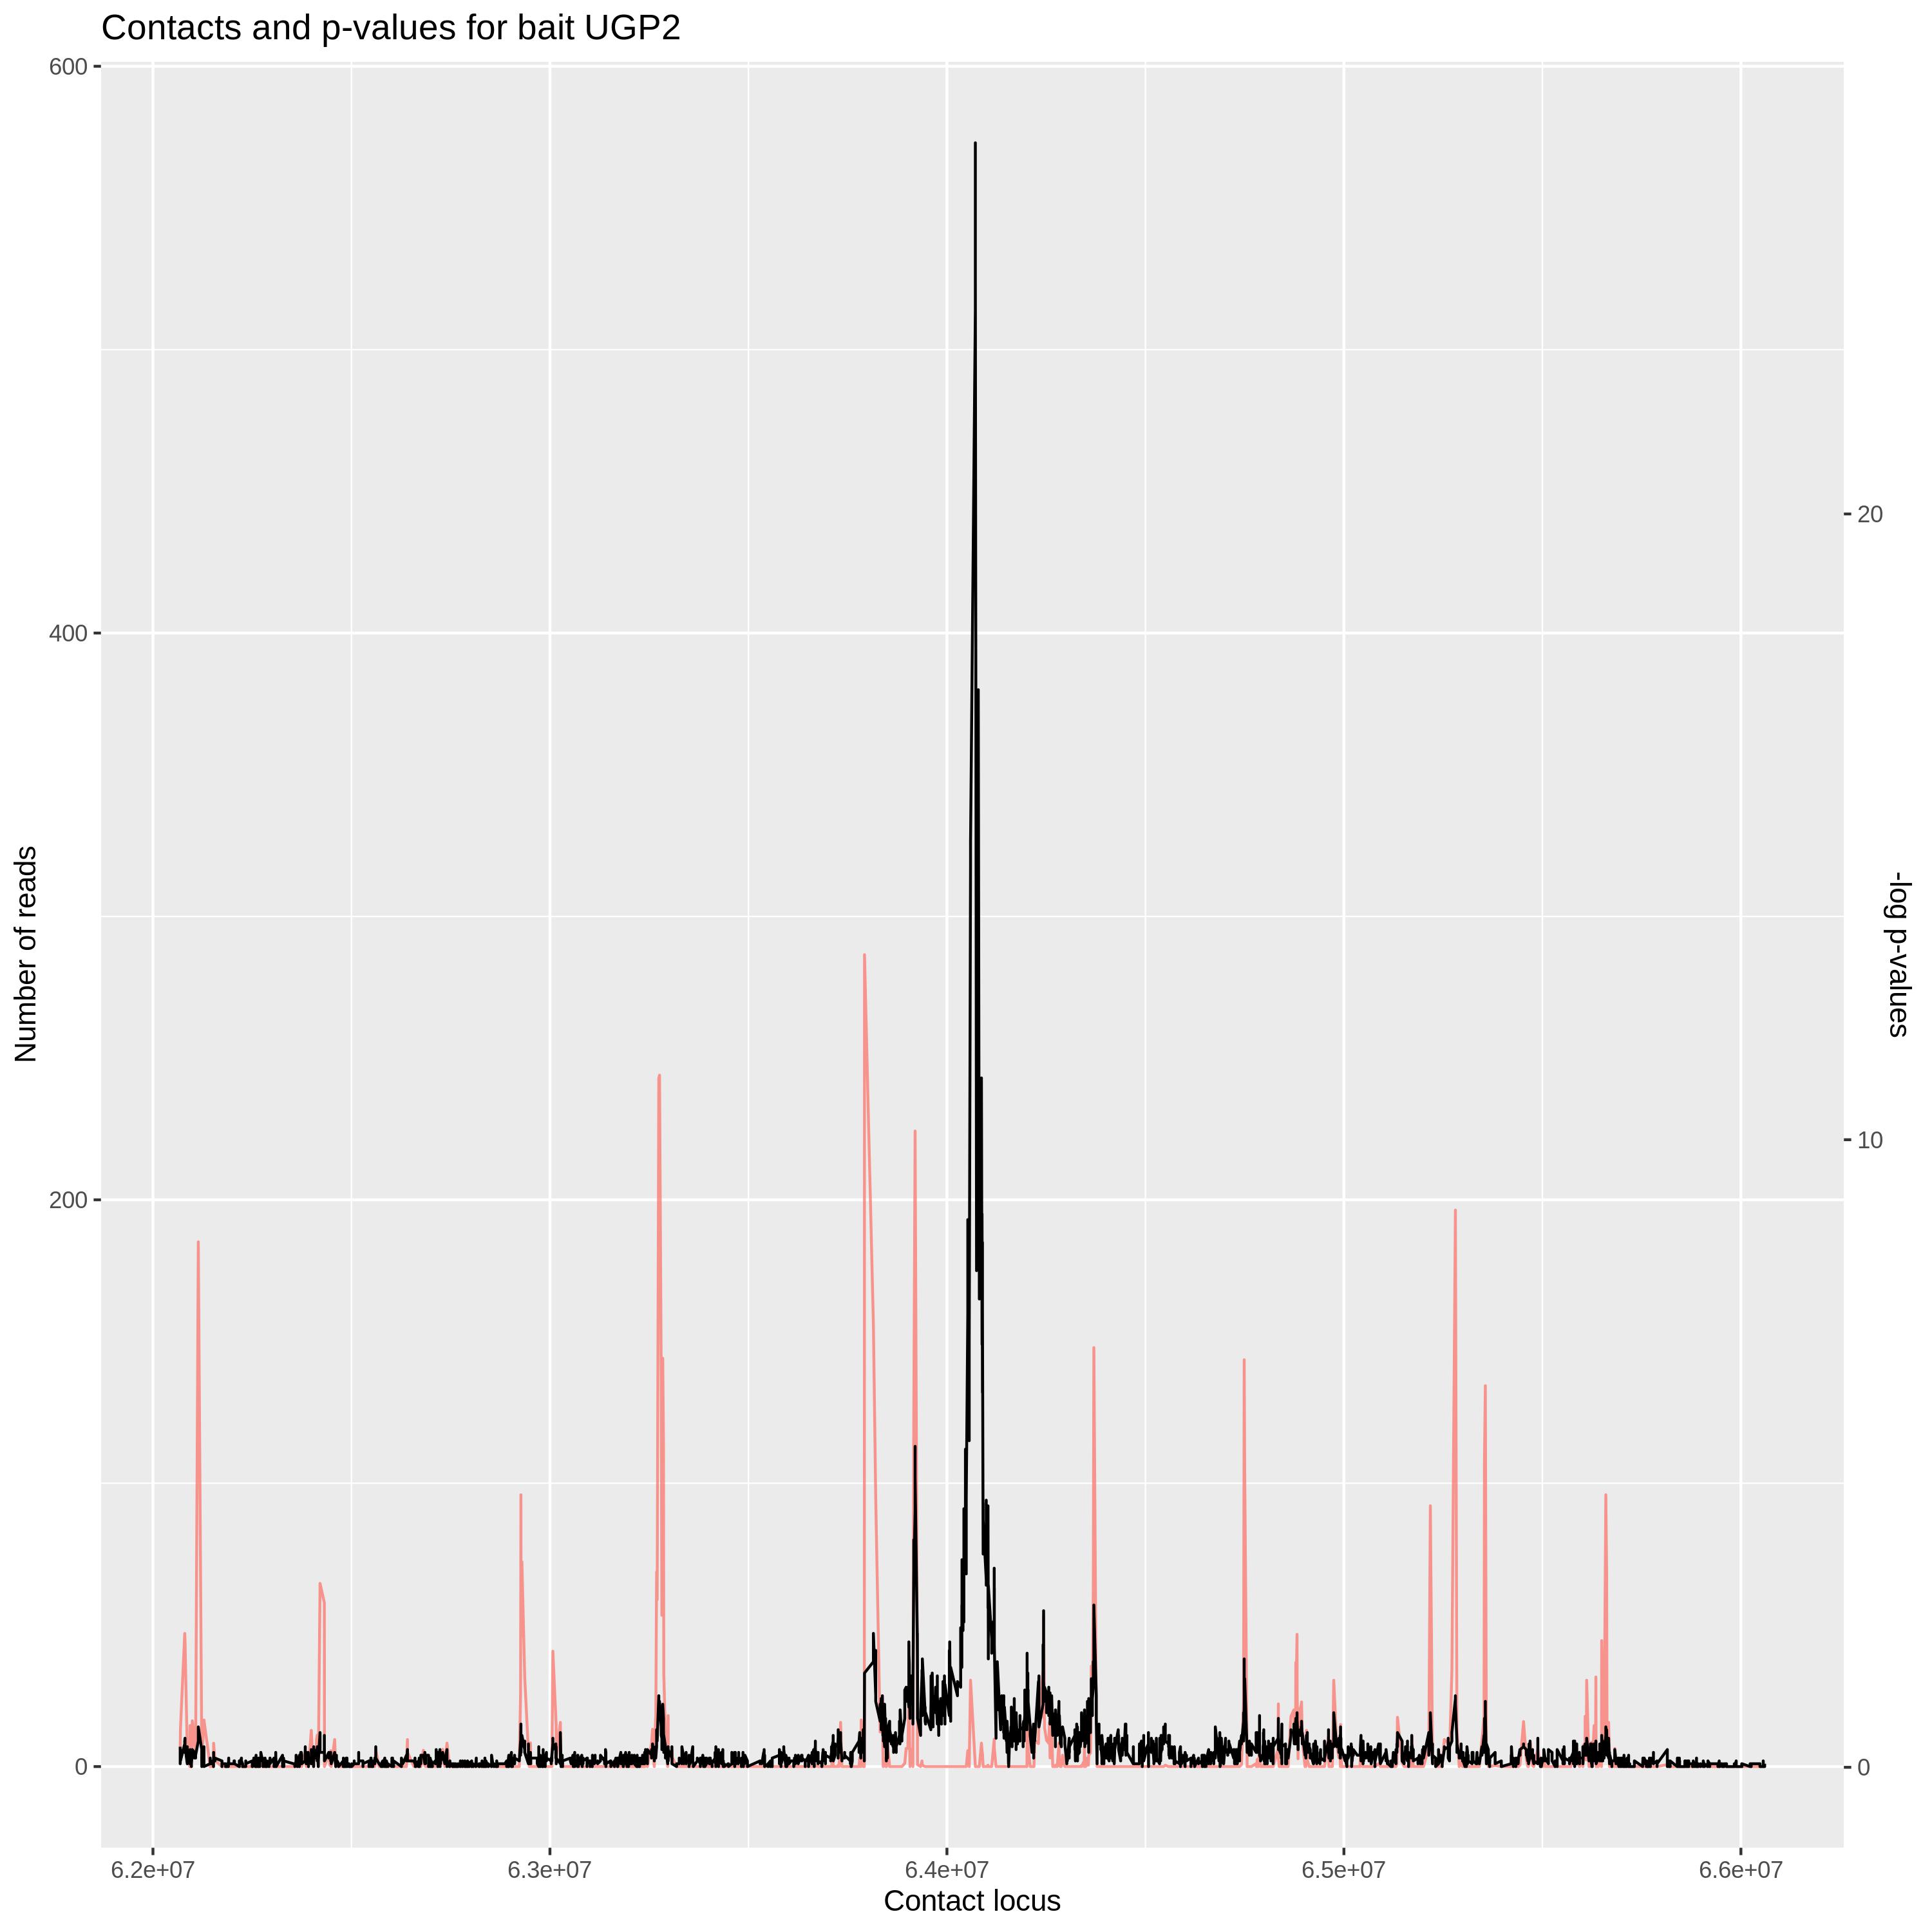 Contacts and p-values for bait UGP2
600
400
200
0
Number of reads
20
10
0
-log p-values
6.2e+07
6.3e+07
6.4e+07
6.5e+07
6.6e+07
Contact locus